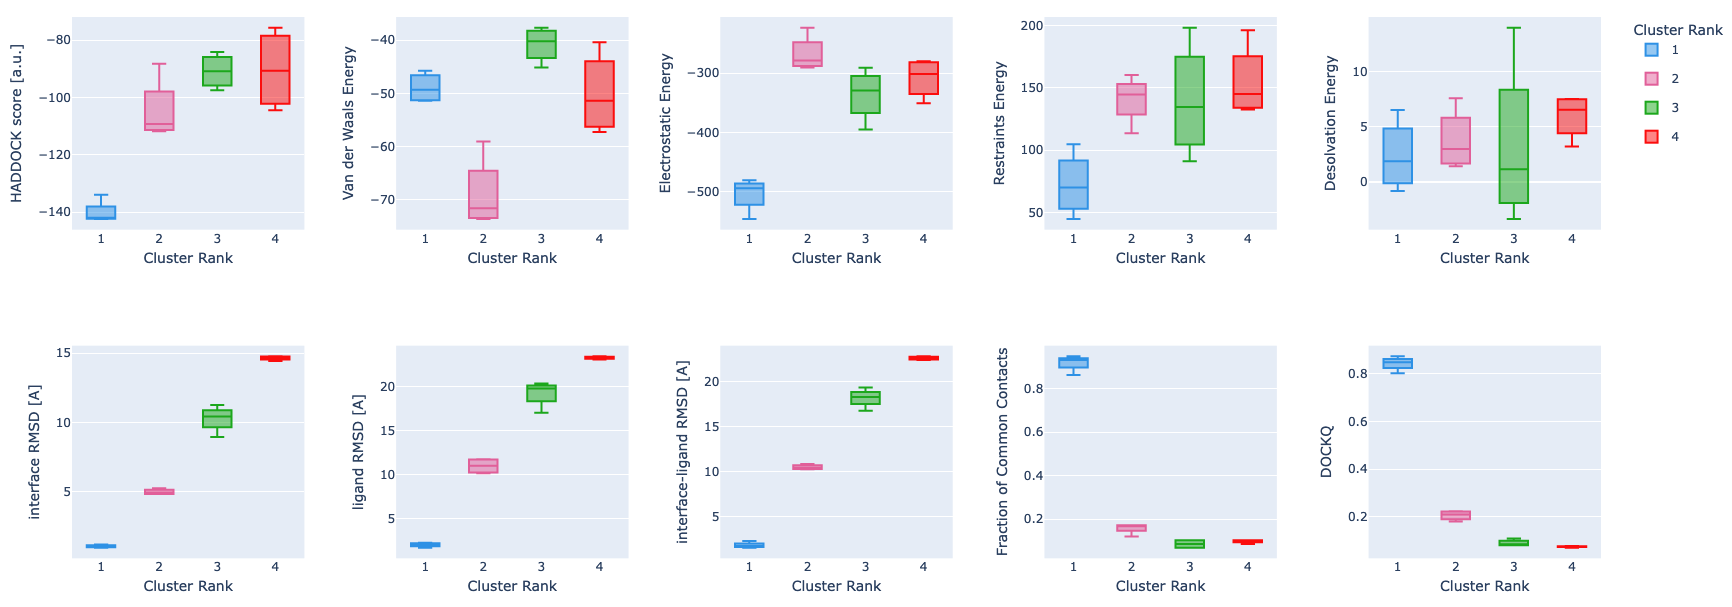 HADDOCK score [a.u.]
−80
−100
−120
−140
1 2 3 4
Cluster Rank
Van der Waals Energy
−40
−50
−60
−70
1 2 3 4
Cluster Rank
Electrostatic Energy
−300
−400
−500
1 2 3 4
Cluster Rank
Restraints Energy
200
150
100
50
1 2 3 4
Cluster Rank
Desolvation Energy
10
5
0
1 2 3 4
Cluster Rank
Cluster Rank
1
2
3
4
interface RMSD [A]
15
10
5
1 2 3 4
Cluster Rank
ligand RMSD [A]
20
15
10
5
1 2 3 4
Cluster Rank
interface-ligand RMSD [A]
20
15
10
5
1 2 3 4
Cluster Rank
Fraction of Common Contacts
0.8
0.6
0.4
0.2
1 2 3 4
Cluster Rank
DOCKQ
0.8
0.6
0.4
0.2
1 2 3 4
Cluster Rank